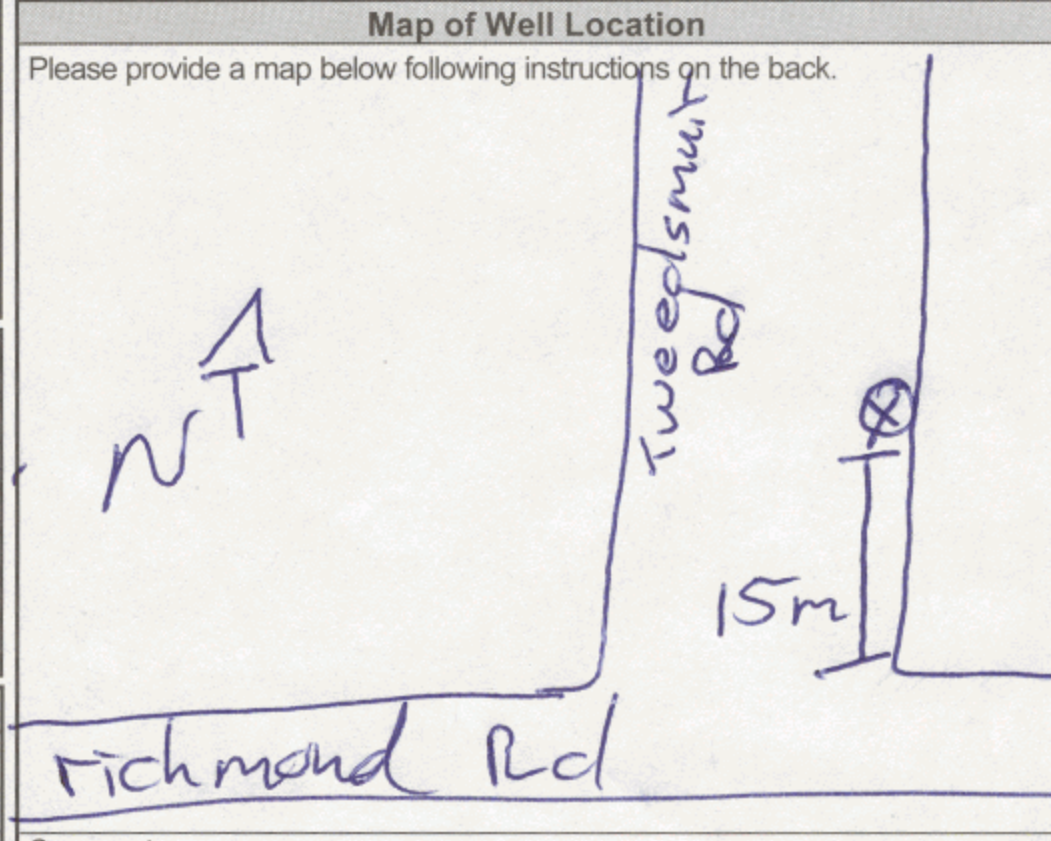 Map of Well Location
Please provide a map below following instructions on the back.
Tweedsmuir
Rd
N
15m
richmond Rd